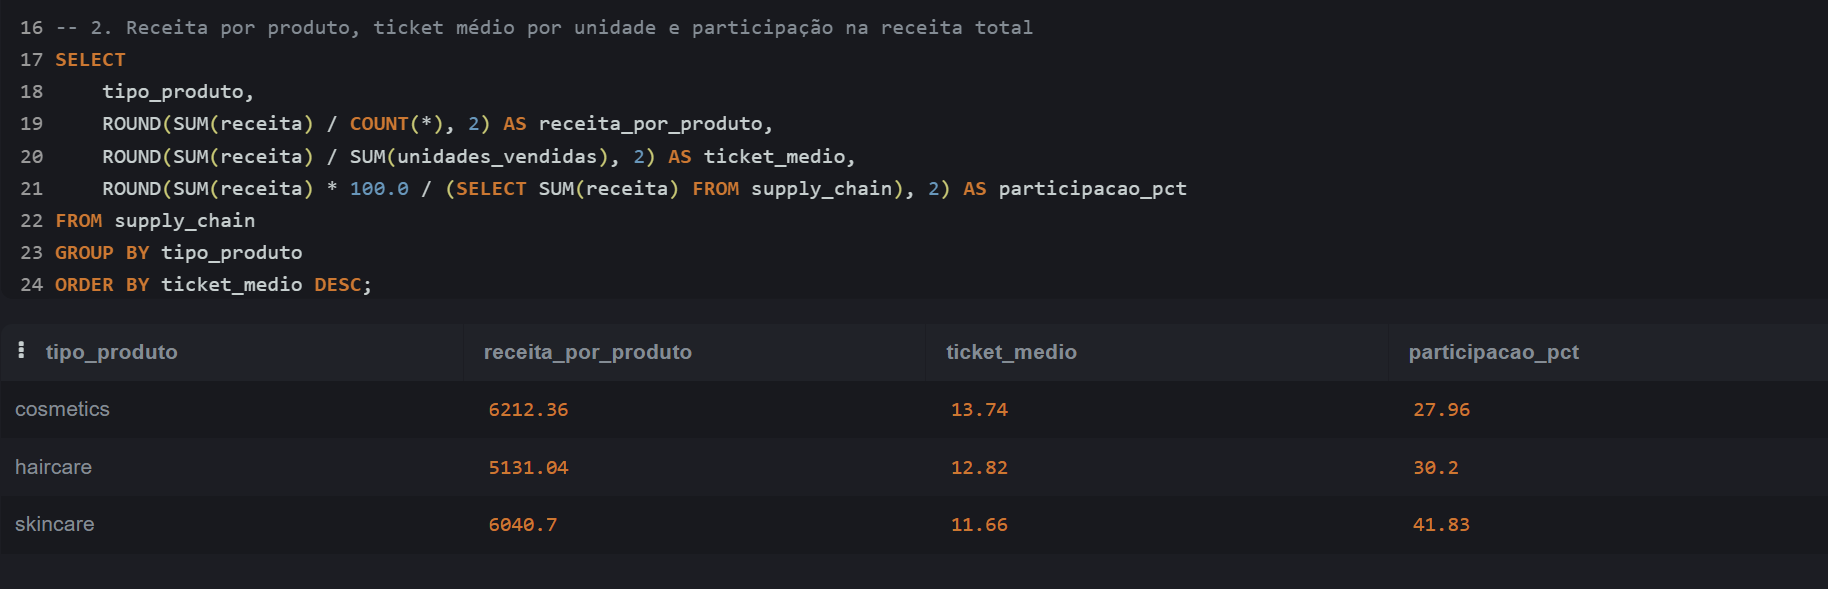 16 -- 2. Receita por produto, ticket médio por unidade e participação na receita total
17 SELECT
18     tipo_produto,
19     ROUND(SUM(receita) / COUNT(*), 2) AS receita_por_produto,
20     ROUND(SUM(receita) / SUM(unidades_vendidas), 2) AS ticket_medio,
21     ROUND(SUM(receita) * 100.0 / (SELECT SUM(receita) FROM supply_chain), 2) AS participacao_pct
22 FROM supply_chain
23 GROUP BY tipo_produto
24 ORDER BY ticket_medio DESC;
tipo_produto receita_por_produto ticket_medio participacao_pct
cosmetics 6212.36 13.74 27.96
haircare 5131.04 12.82 30.2
skincare 6040.7 11.66 41.83